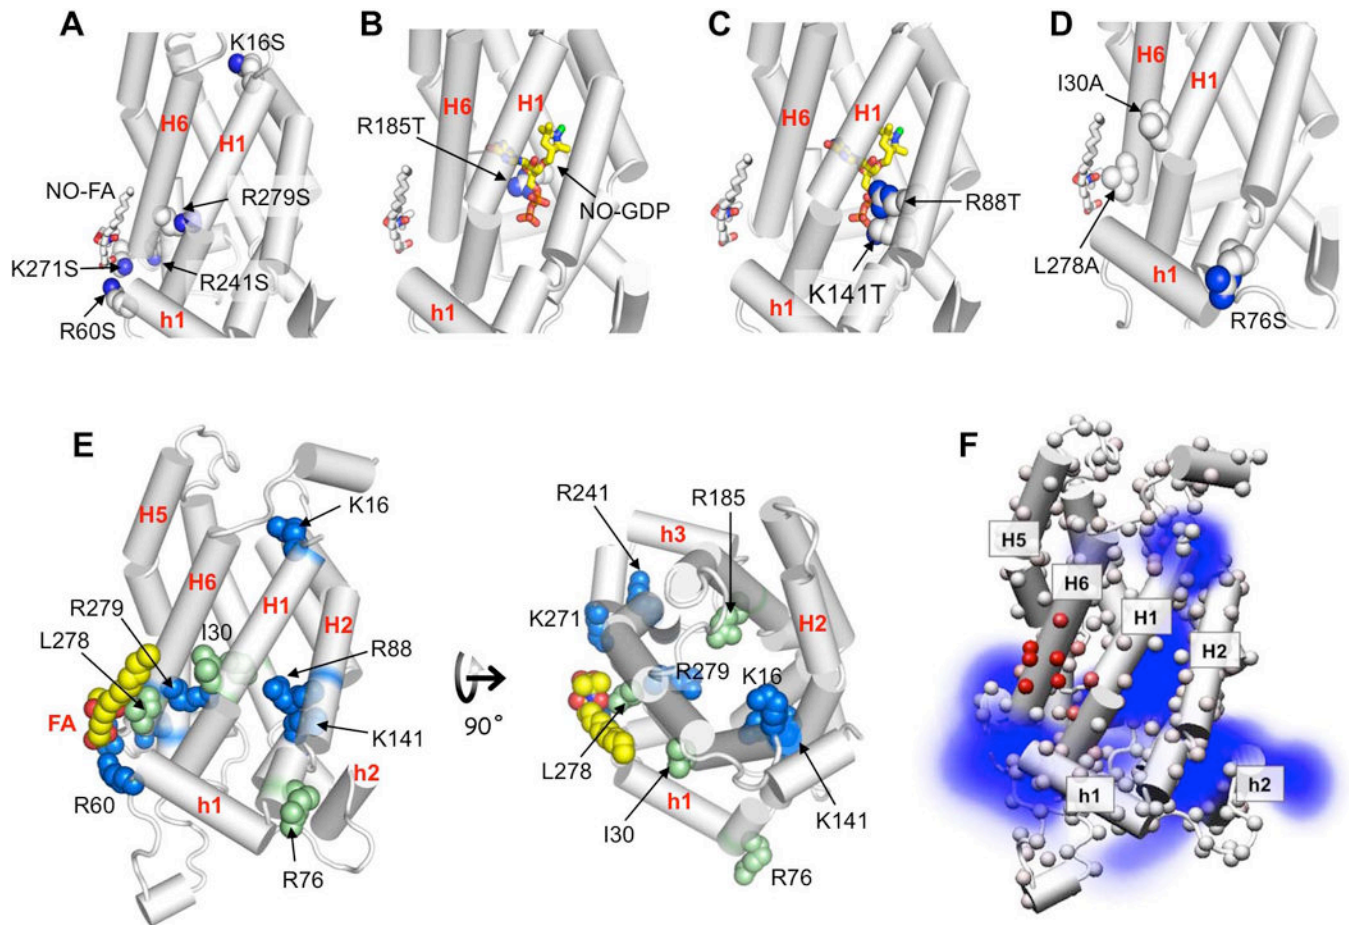 A
K16S
H6
H1
NO-FA
R279S
K271S
R241S
R60S
h1
B
H6
H1
R185T
NO-GDP
h1
C
H6
H1
R88T
K141T
h1
D
H6
I30A
H1
L278A
h1
R76S
E
H5
K16
H6
H1
R279
I30
H2
L278
R88
FA
K141
R60
h1
h2
R76
90°
R241
R185
h3
K271
H2
R279
K16
L278
h1
I30
K141
R76
F
H5
H6
H1
H2
h1
h2